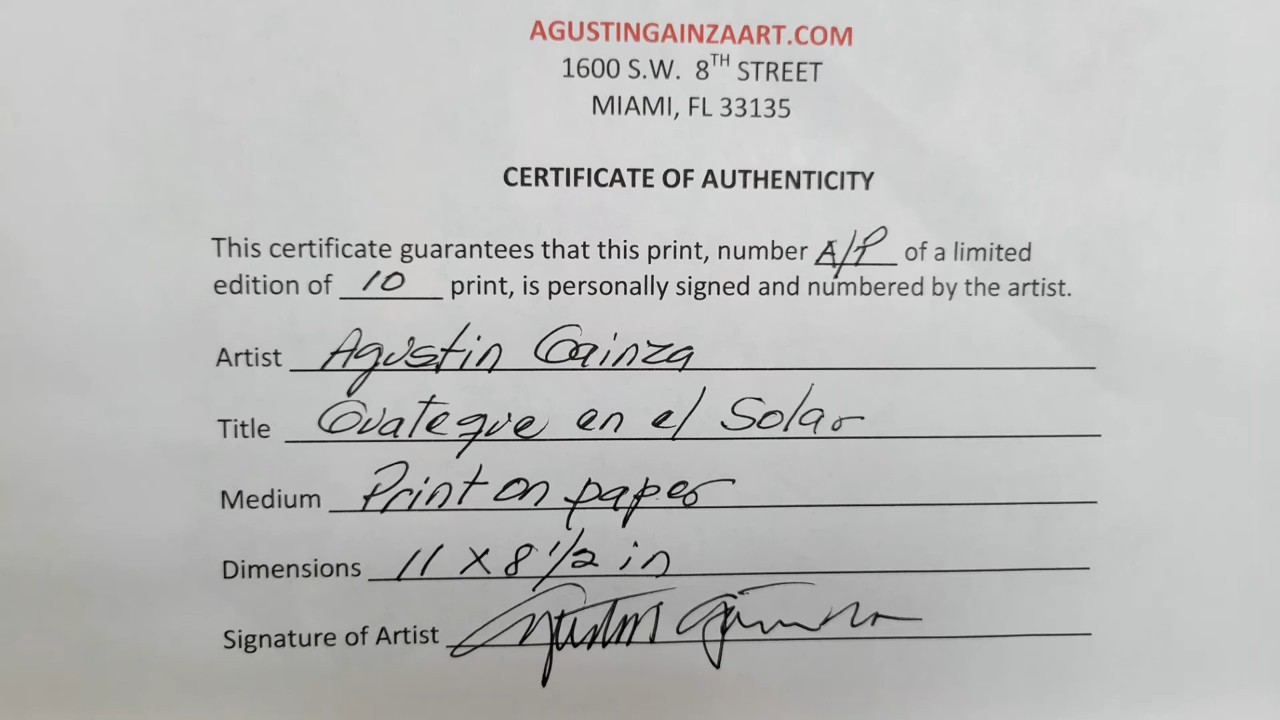 AGUSTINGAINZAART.COM
1600 S.W. 8TH STREET
MIAMI, FL 33135
CERTIFICATE OF AUTHENTICITY
This certificate guarantees that this print, number A/P of a limited
edition of 10 print, is personally signed and numbered by the artist.
Artist Agustin Gainza
Title Guateque en el Solar
Medium Print on paper
Dimensions 11 X 8 1/2 in
Signature of Artist Agustin Gainza